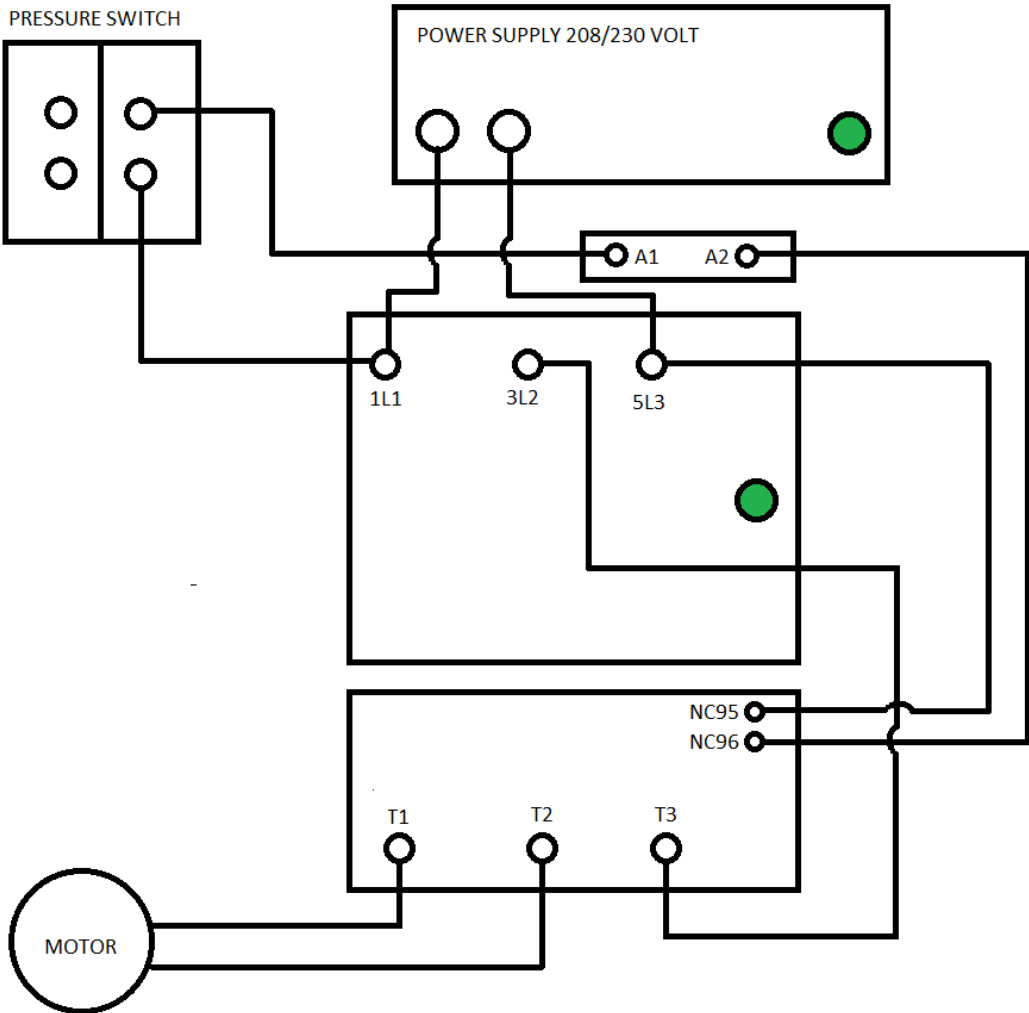 PRESSURE SWITCH
POWER SUPPLY 208/230 VOLT
A1 A2
1L1 3L2 5L3
NC95
NC96
T1 T2 T3
MOTOR